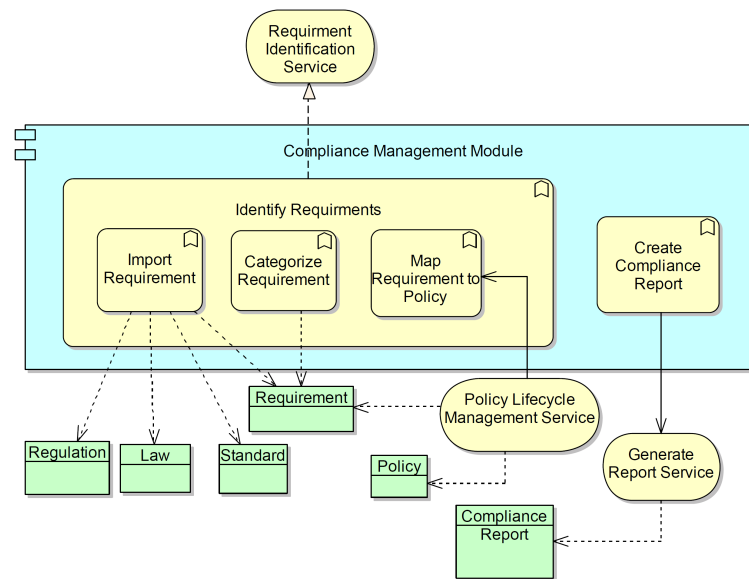 Requirment
Identification
Service
Compliance Management Module
Identify Requirments
Import
Requirement
Categorize
Requirement
Map
Requirement to
Policy
Create
Compliance
Report
Requirement
Policy Lifecycle
Management Service
Regulation
Law
Standard
Policy
Generate
Report Service
Compliance
Report